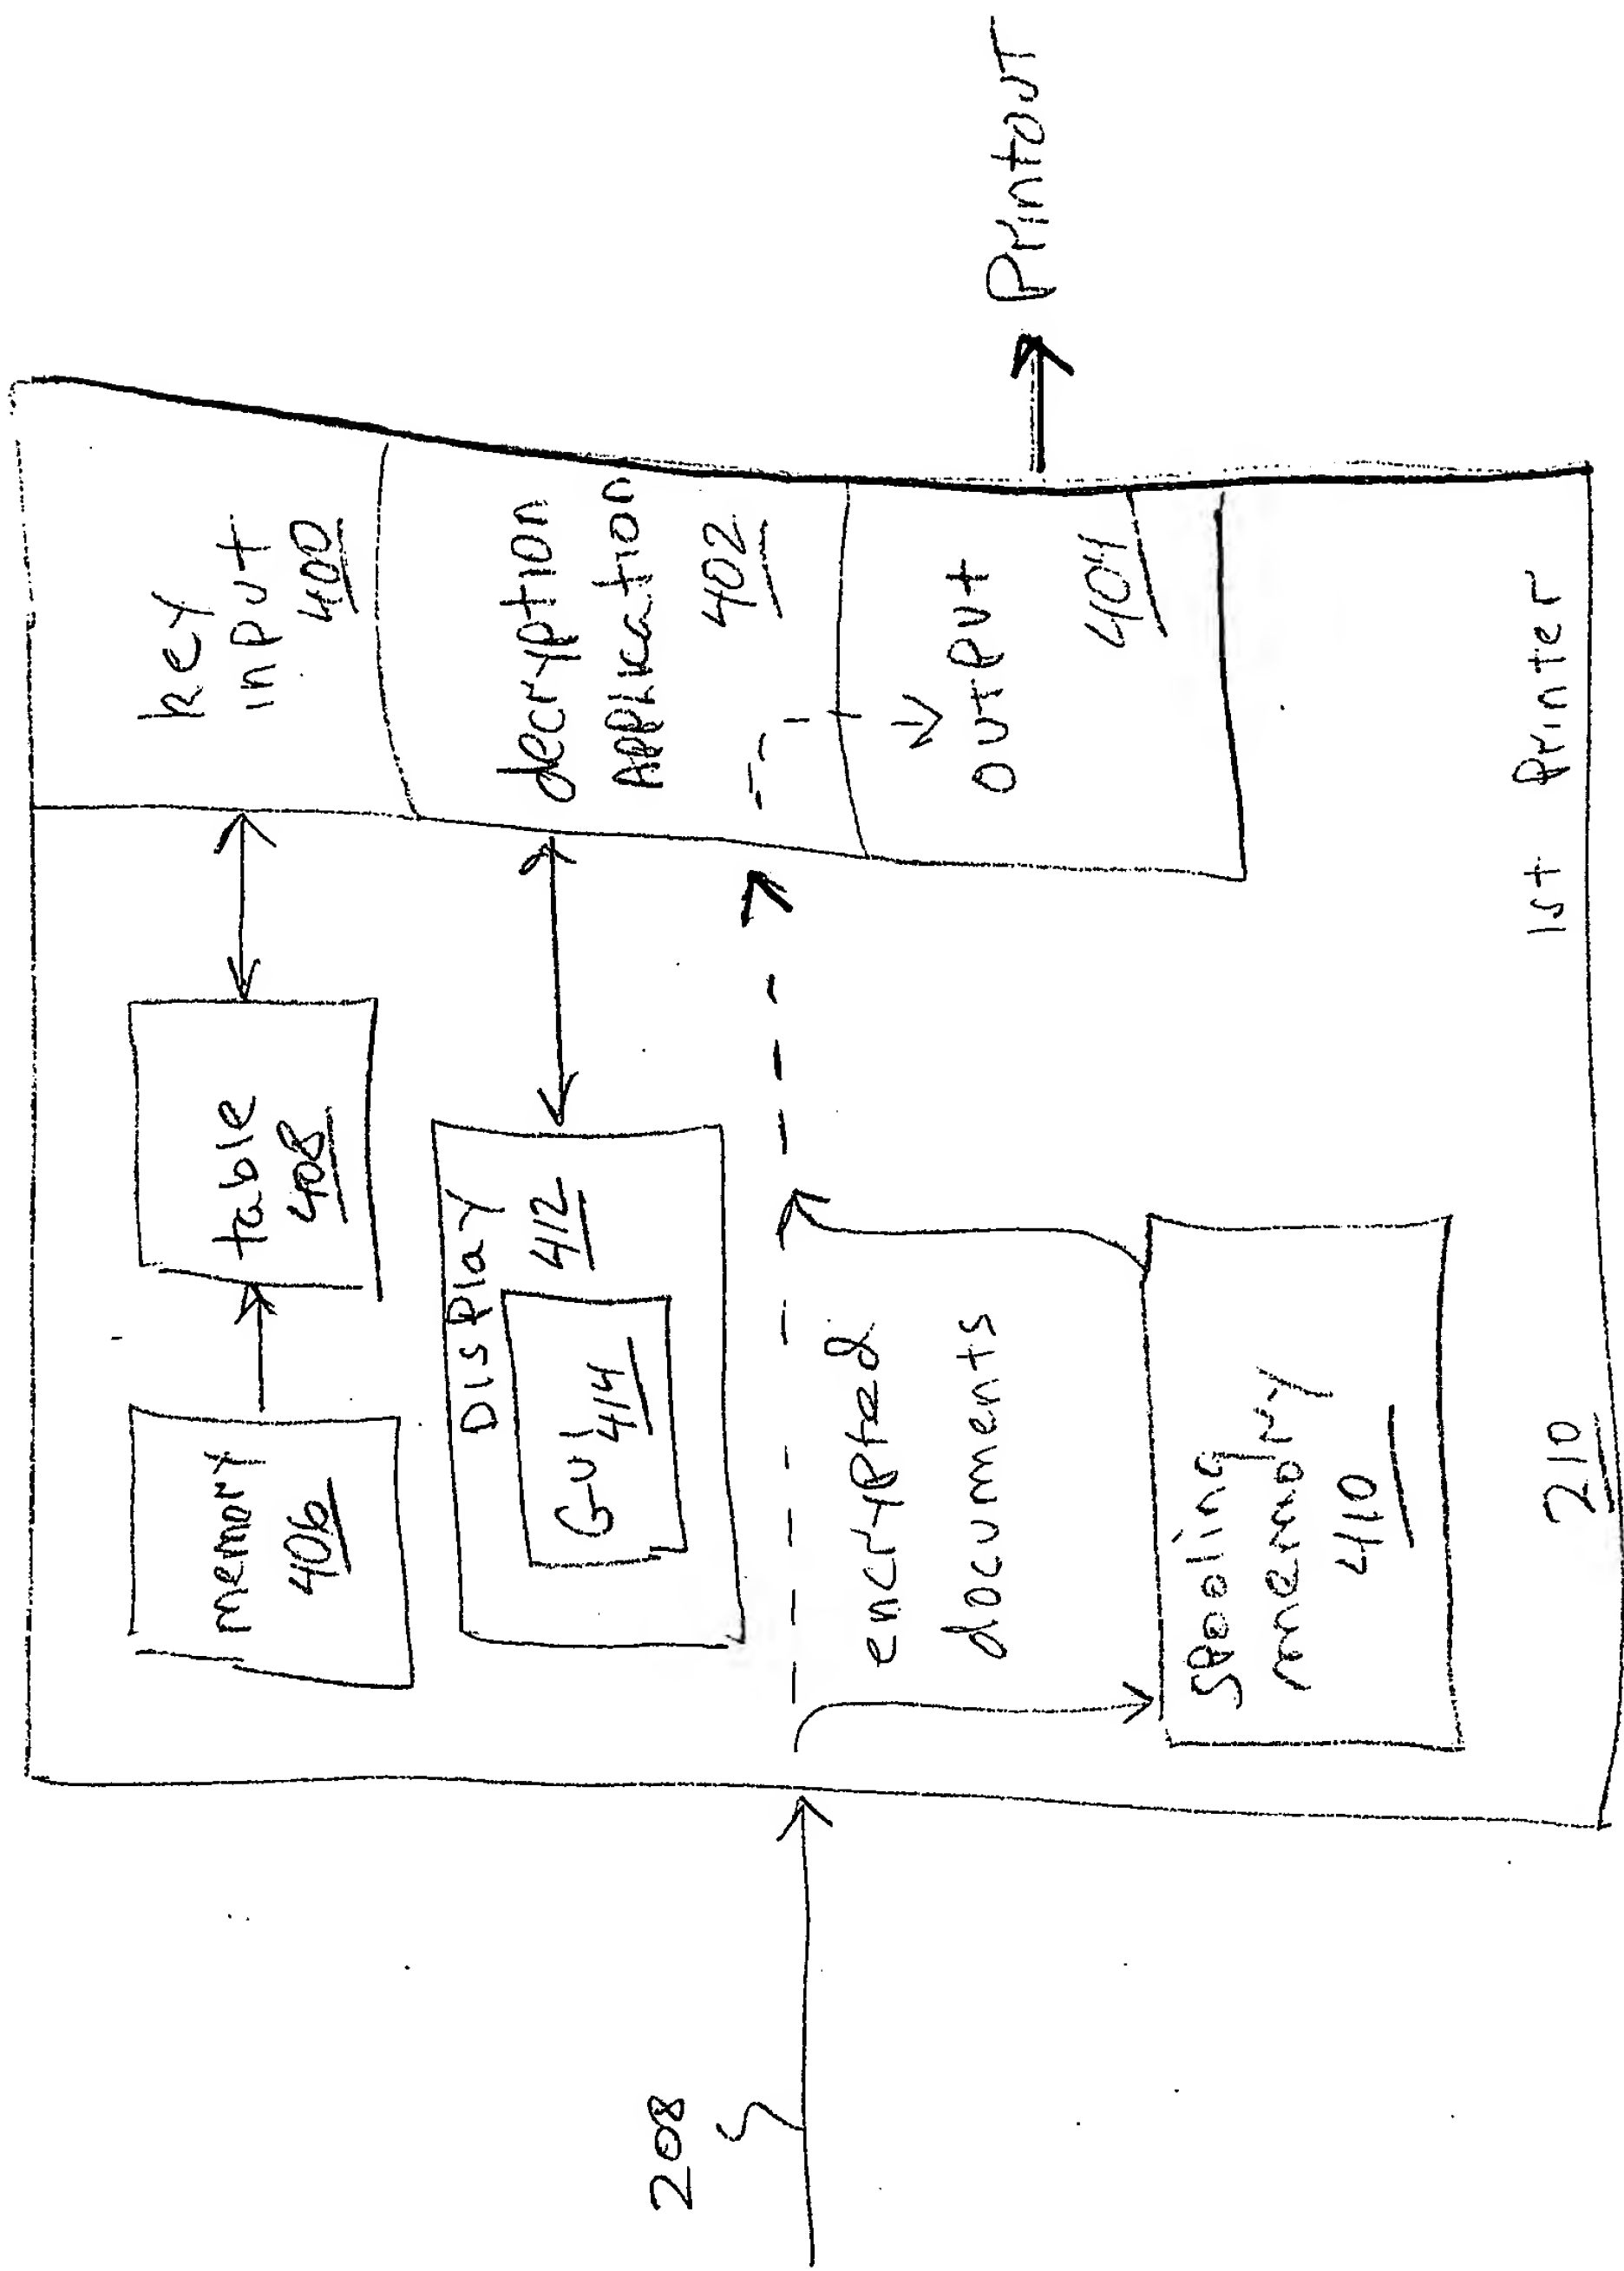 key
input
400
memory
406
table
408
Display
412
GUI
414
decryption
Application
402
208
encrypted
documents
output
404
Printout
Spooling
memory
410
210
1st Printer